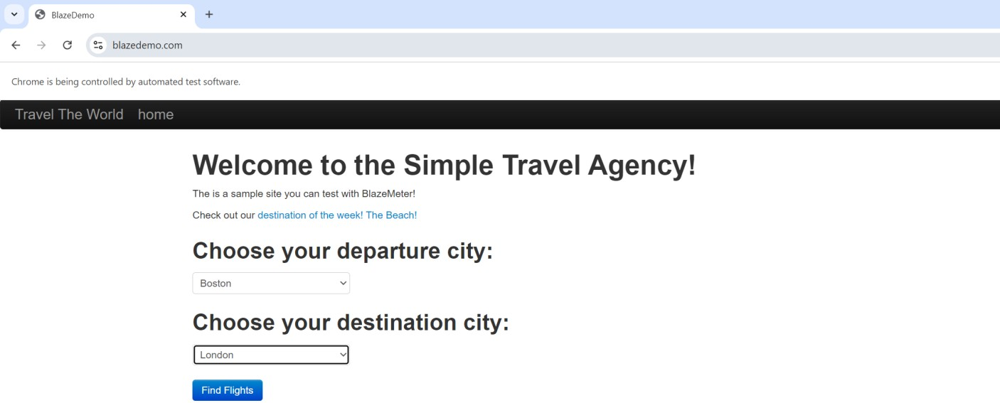 BlazeDemo
blazedemo.com
Chrome is being controlled by automated test software.
Travel The World home
Welcome to the Simple Travel Agency!
The is a sample site you can test with BlazeMeter!
Check out our destination of the week! The Beach!
Choose your departure city:
Boston
Choose your destination city:
London
Find Flights